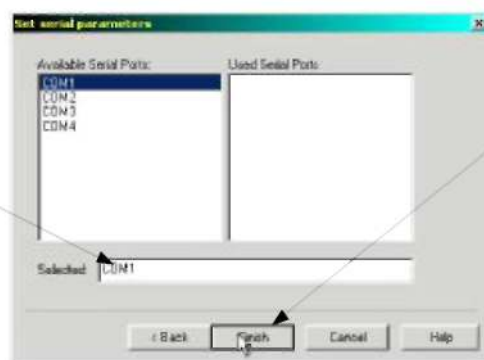 Set serial parameters
Available Serial Ports:
Used Serial Ports
COM1
COM2
COM3
COM4
Selected: COM1
< Back
Finish
Cancel
Help